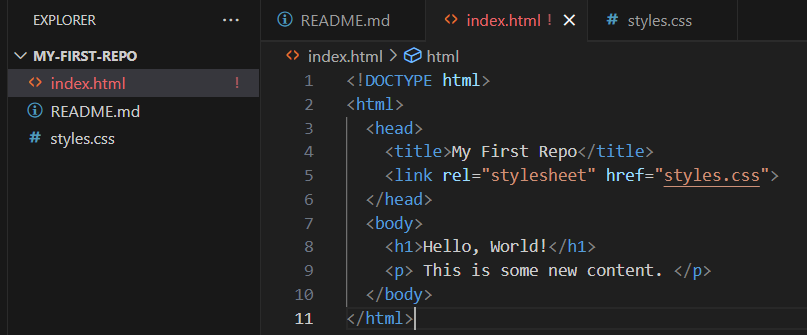 EXPLORER ...
MY-FIRST-REPO
<> index.html !
README.md
# styles.css
README.md <> index.html ! # styles.css
<> index.html > html
1 <!DOCTYPE html>
2 <html>
3 <head>
4 <title>My First Repo</title>
5 <link rel="stylesheet" href="styles.css">
6 </head>
7 <body>
8 <h1>Hello, World!</h1>
9 <p> This is some new content. </p>
10 </body>
11 </html>